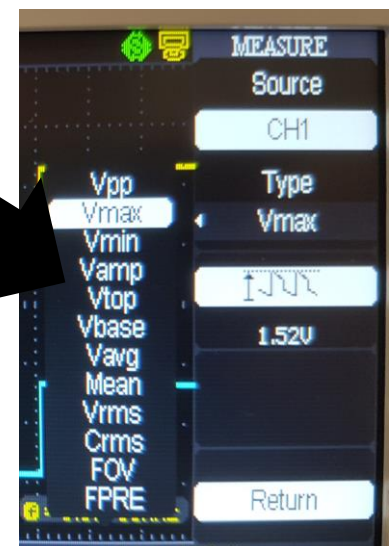 MEASURE
Source
CH1
Type
Vmax
1.52V
Return
Vpp
Vmax
Vmin
Vamp
Vtop
Vbase
Vavg
Mean
Vrms
Crms
FOV
FPRE